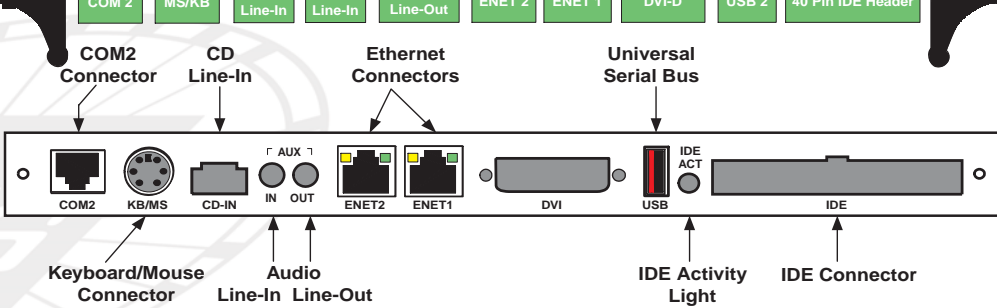 COM 2
MS/KB
Line-In
Line-In
Line-Out
ENET 2
ENET 1
DVI-D
USB 2
40 Pin IDE Header
COM2
Connector
CD
Line-In
Ethernet
Connectors
Universal
Serial Bus
COM2
KB/MS
CD-IN
AUX
IN
OUT
ENET2
ENET1
DVI
USB
IDE
ACT
IDE
Keyboard/Mouse
Connector
Audio
Line-In Line-Out
IDE Activity
Light
IDE Connector